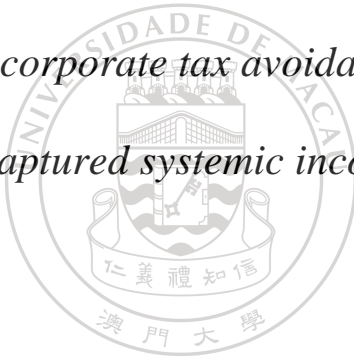 UNIVERSIDADE DE MACAU
corporate tax avoida
aptured systemic inco
仁義禮知信
澳門大學